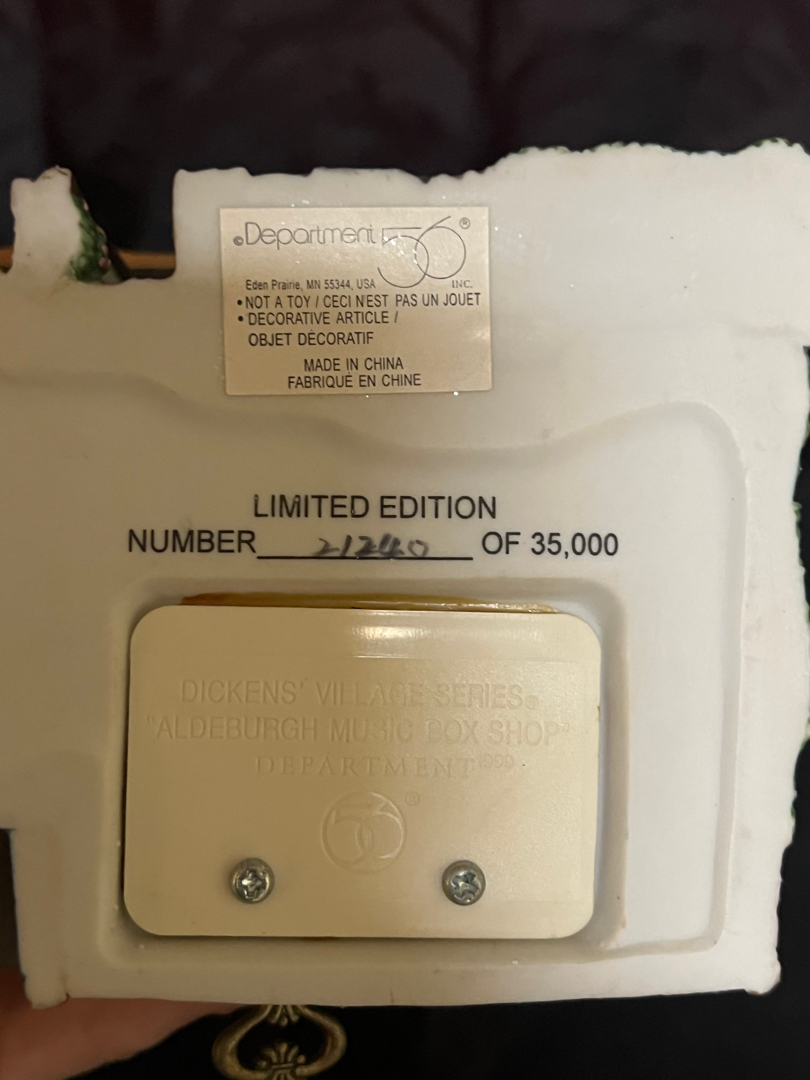 ©Department 56®
Eden Prairie, MN 55344, USA INC.
• NOT A TOY / CECI N'EST PAS UN JOUET
• DECORATIVE ARTICLE /
OBJET DÉCORATIF
MADE IN CHINA
FABRIQUÉ EN CHINE
LIMITED EDITION
NUMBER 21240 OF 35,000
DICKENS' VILLAGE SERIES®
"ALDEBURGH MUSIC BOX SHOP"
DEPARTMENT 1999
56®